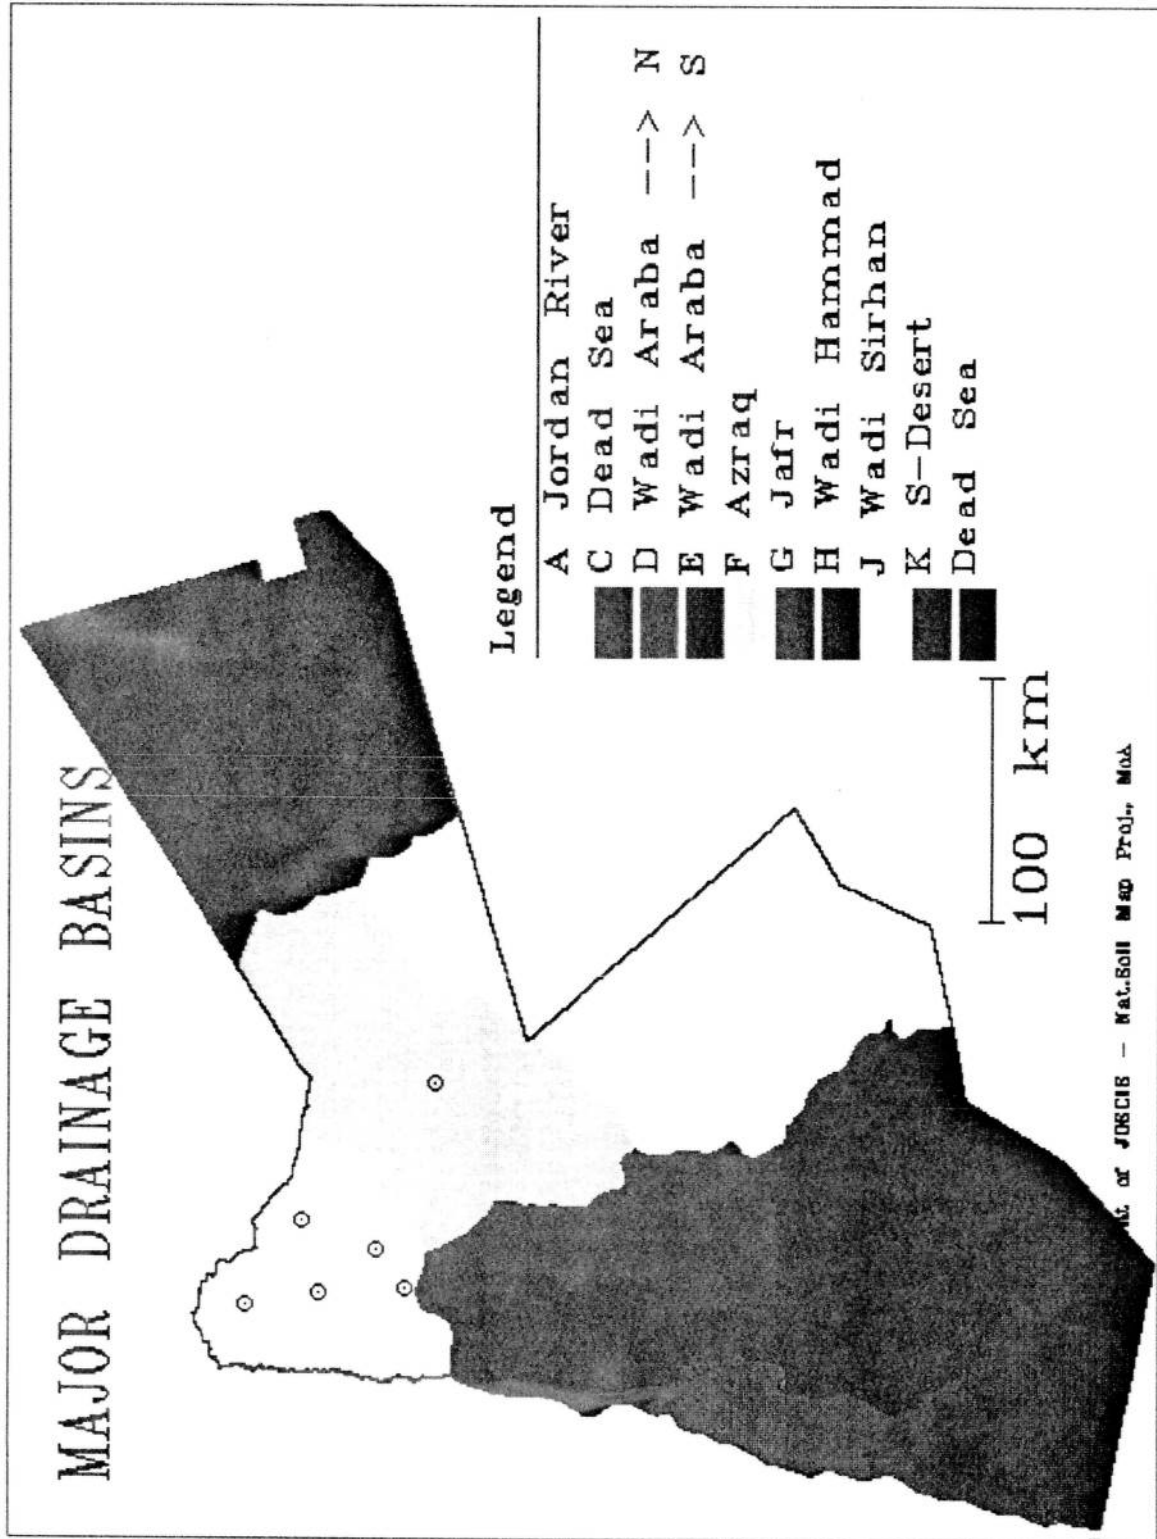 MAJOR DRAINAGE BASINS
Legend
A Jordan River
C Dead Sea
D Wadi Araba --> N
E Wadi Araba --> S
F Azraq
G Jafr
H Wadi Hammad
J Wadi Sirhan
K S-Desert
Dead Sea
100 km
of JOSCIS - Nat.Soil Map Proj., MoA